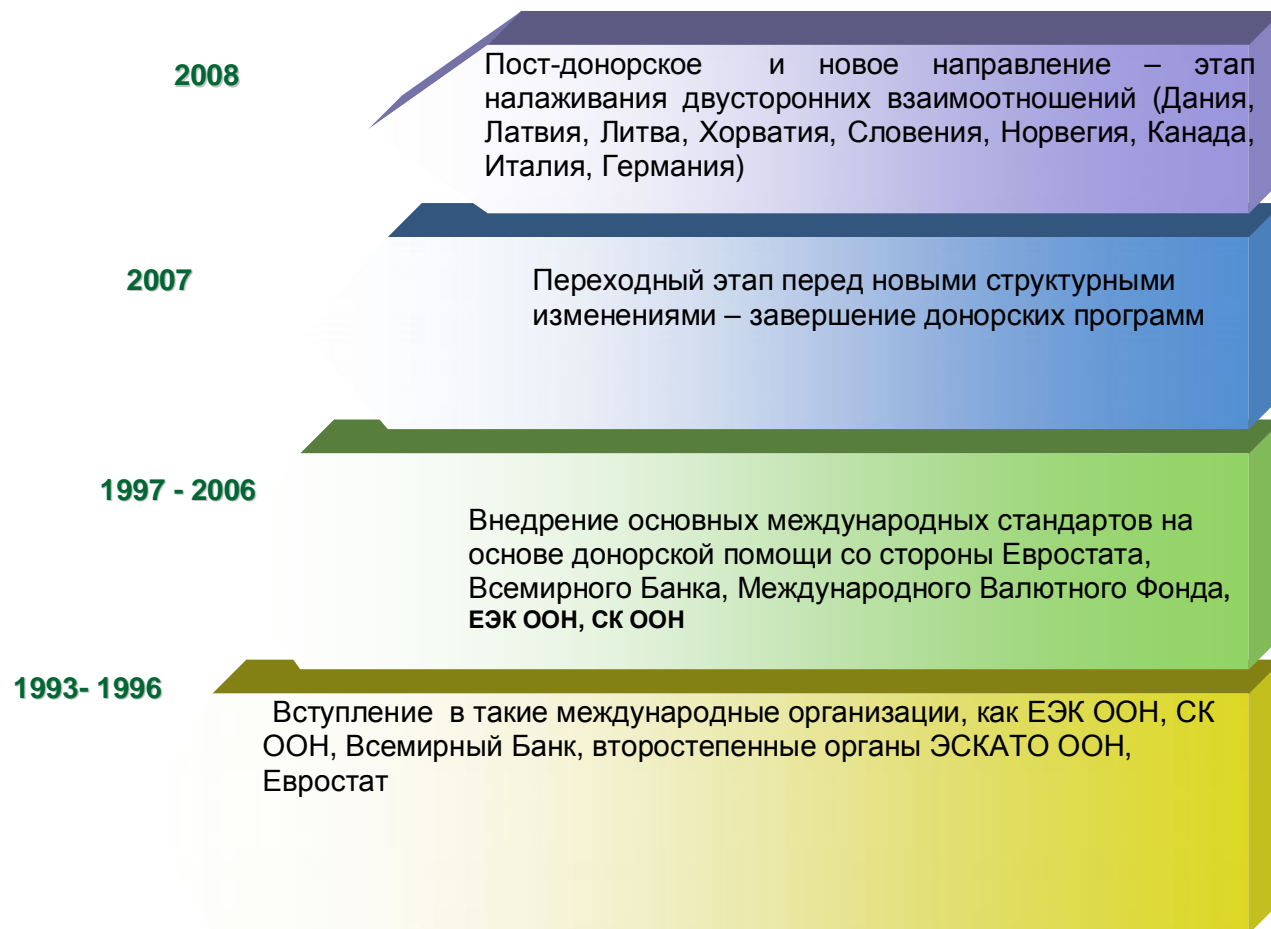 2008
Пост-донорское и новое направление – этап
налаживания двусторонних взаимоотношений (Дания,
Латвия, Литва, Хорватия, Словения, Норвегия, Канада,
Италия, Германия)
2007
Переходный этап перед новыми структурными
изменениями – завершение донорских программ
1997 - 2006
Внедрение основных международных стандартов на
основе донорской помощи со стороны Евростата,
Всемирного Банка, Международного Валютного Фонда,
ЕЭК ООН, СК ООН
1993- 1996
Вступление в такие международные организации, как ЕЭК ООН, СК
ООН, Всемирный Банк, второстепенные органы ЭСКАТО ООН,
Евростат